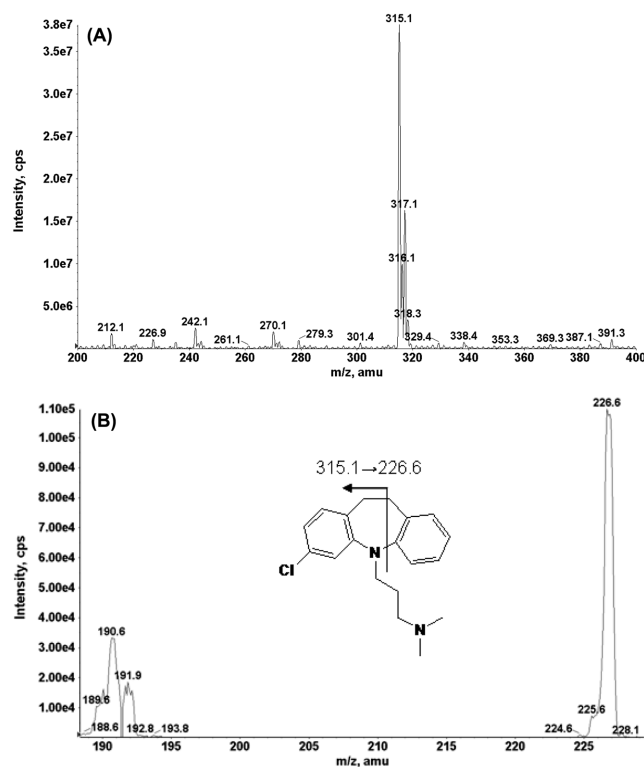 (A)
Intensity, cps
3.8e7
3.5e7
3.0e7
2.5e7
2.0e7
1.5e7
1.0e7
5.0e6
315.1
317.1
316.1
318.3
212.1
226.9
242.1
261.1
270.1
279.3
301.4
329.4
338.4
353.3
369.3
387.1
391.3
200 220 240 260 280 300 320 340 360 380 400
m/z, amu
(B)
Intensity, cps
1.10e5
1.00e5
9.00e4
8.00e4
7.00e4
6.00e4
5.00e4
4.00e4
3.00e4
2.00e4
1.00e4
226.6
315.1→226.6
Cl
N
N
190.6
191.9
189.6
188.6
192.8
193.8
224.6
225.6
228.1
190 195 200 205 210 215 220 225
m/z, amu